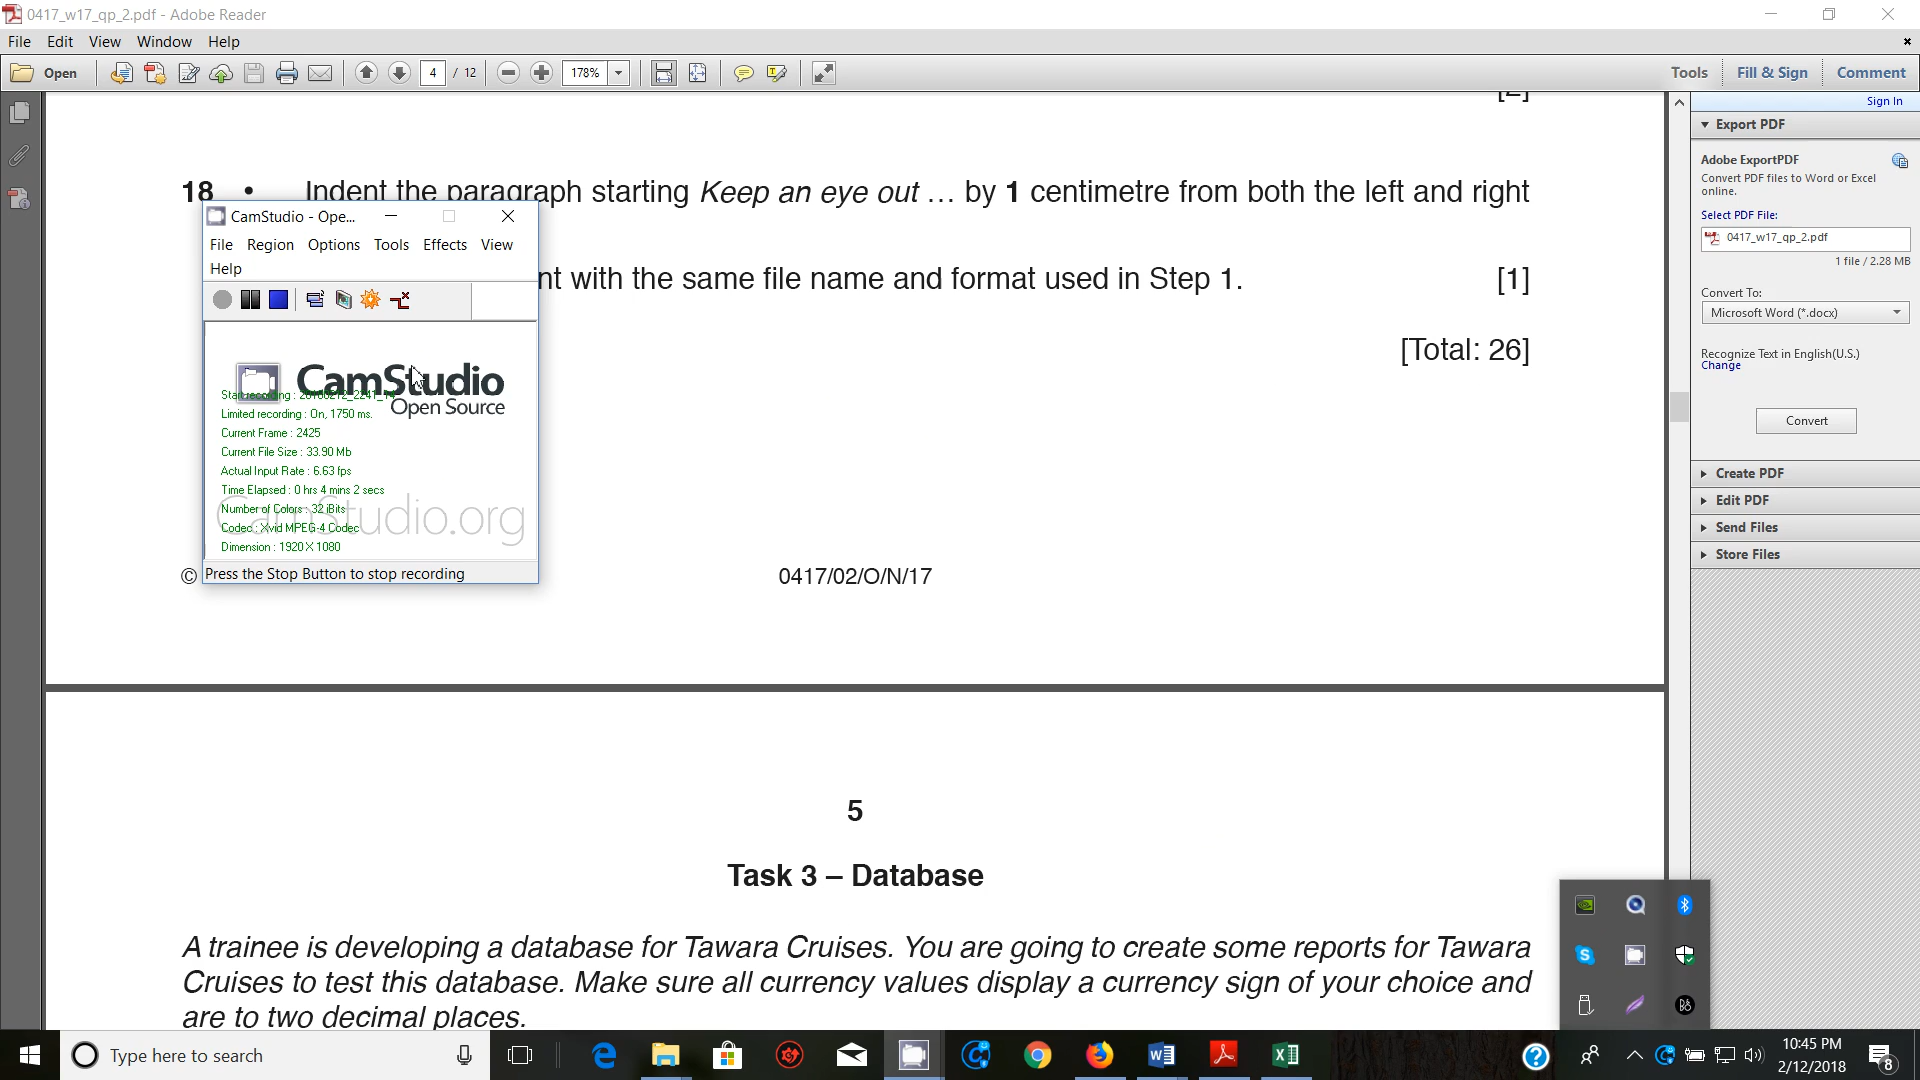 0417_w17_qp_2.pdf - Adobe Reader
File Edit View Window Help
Open 4 / 12 178% Tools Fill & Sign Comment
[2]
Sign In
Export PDF
Adobe ExportPDF
Convert PDF files to Word or Excel
online.
Select PDF File:
0417_w17_qp_2.pdf
1 file / 2.28 MB
Convert To:
Microsoft Word (*.docx)
Recognize Text in English(U.S.)
Change
Convert
Create PDF
Edit PDF
Send Files
Store Files
18 • Indent the paragraph starting Keep an eye out … by 1 centimetre from both the left and right
nt with the same file name and format used in Step 1. [1]
[Total: 26]
© 0417/02/O/N/17
CamStudio - Ope...
File Region Options Tools Effects View
Help
CamStudio
Open Source
Start recording :
Limited recording : On, 1750 ms.
Current Frame : 2425
Current File Size : 33.90 Mb
Actual Input Rate : 6.63 fps
Time Elapsed : 0 hrs 4 mins 2 secs
Number of Colors : 32 iBits
Codec : Xvid MPEG-4 Codec
Dimension : 1920 X 1080
CamStudio.org
Press the Stop Button to stop recording
5
Task 3 – Database
A trainee is developing a database for Tawara Cruises. You are going to create some reports for Tawara
Cruises to test this database. Make sure all currency values display a currency sign of your choice and
are to two decimal places.
Type here to search
10:45 PM
2/12/2018
8